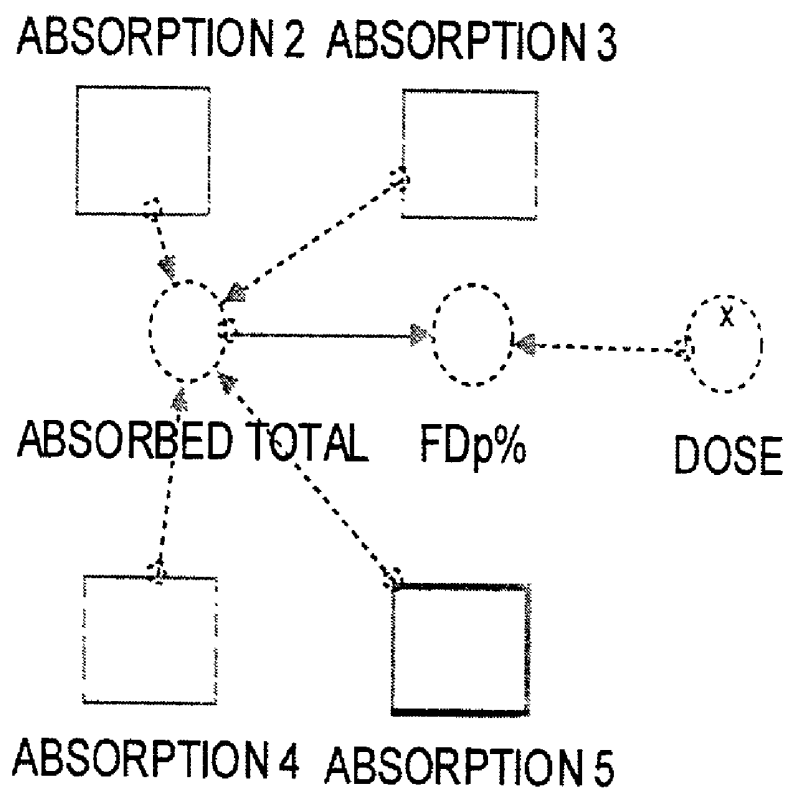 ABSORPTION 2 ABSORPTION 3
X
ABSORBED TOTAL FDp% DOSE
ABSORPTION 4 ABSORPTION 5